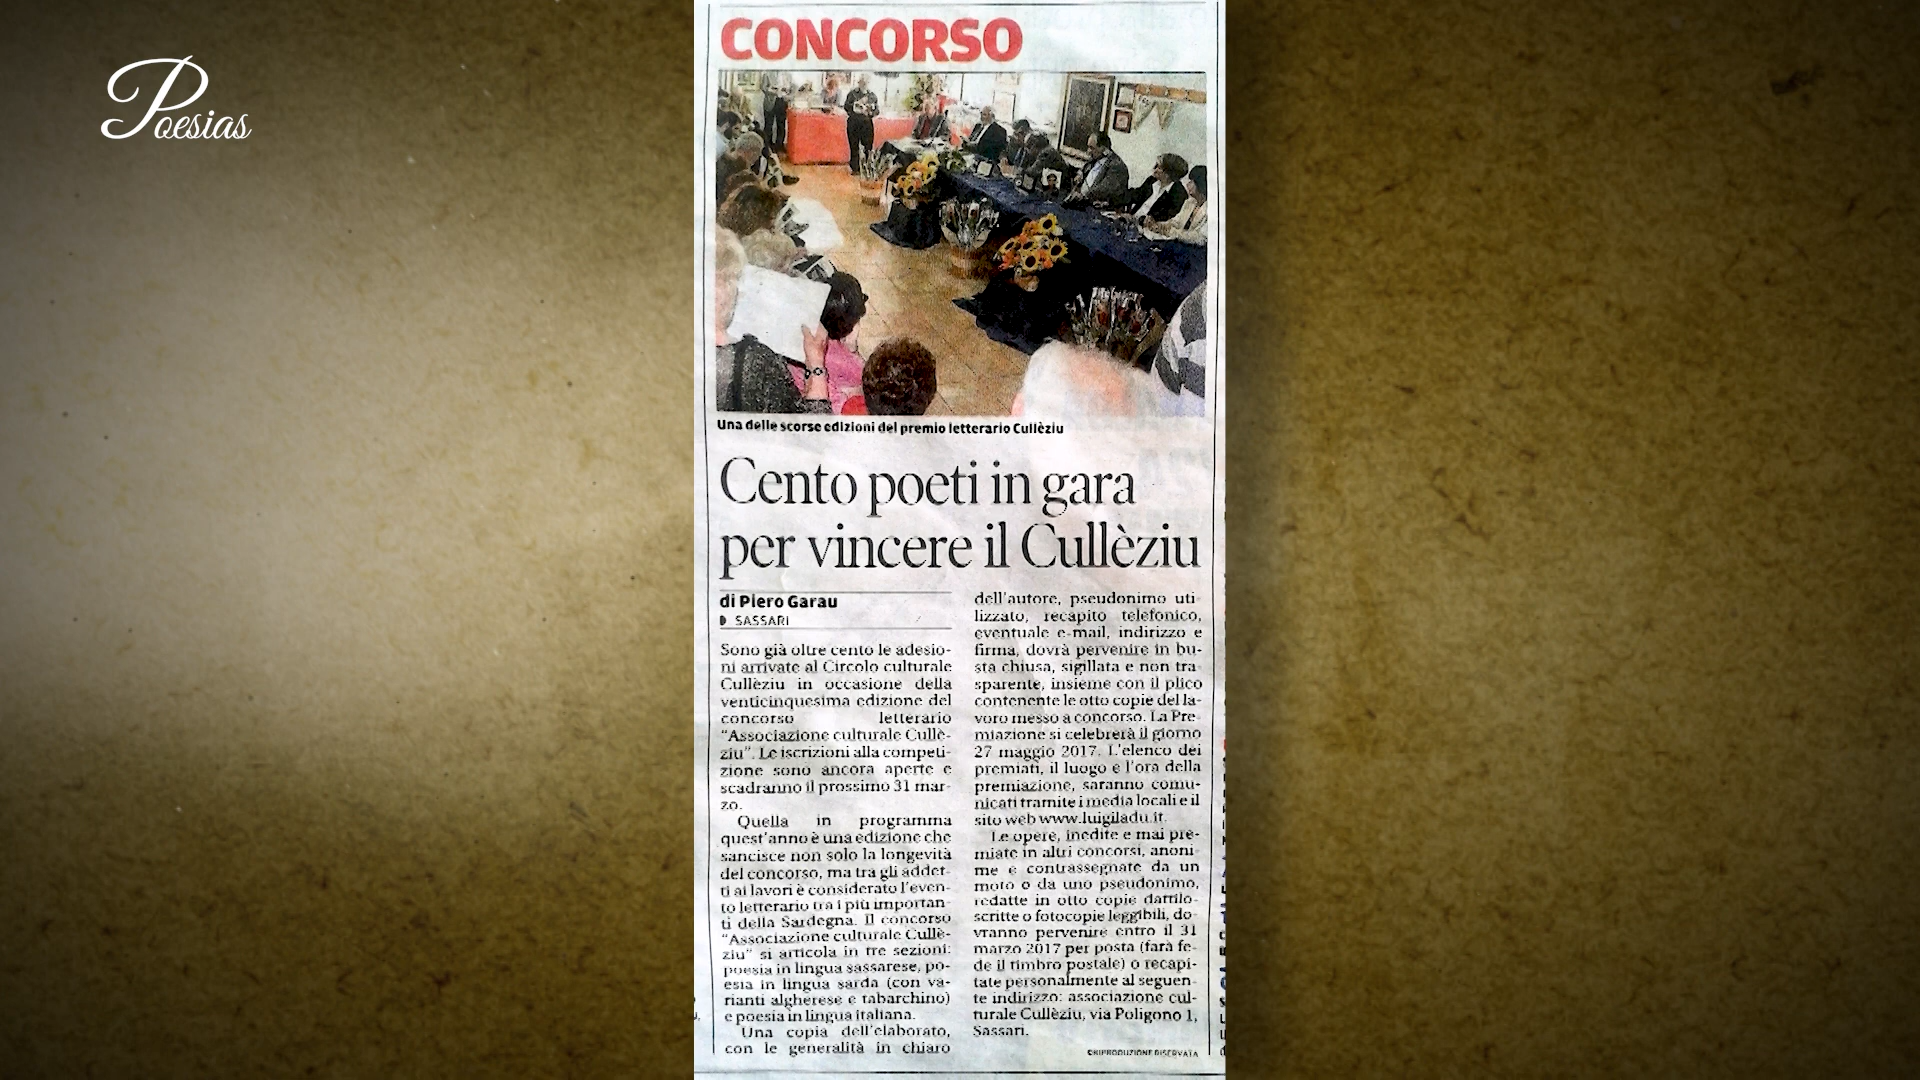 Poesias
CONCORSO
Una delle scorse edizioni del premio letterario Cullèziu
Cento poeti in gara
per vincere il Cullèziu
di Piero Garau
SASSARI
Sono già oltre cento le adesio-
ni arrivate al Circolo culturale
Cullèziu in occasione della
venticinquesima edizione del
concorso letterario
"Associazione culturale Cullè-
ziu". Le iscrizioni alla competi-
zione sono ancora aperte e
scadranno il prossimo 31 mar-
zo.
Quella in programma
quest'anno è una edizione che
sancisce non solo la longevità
del concorso, ma tra gli addet-
ti ai lavori è considerato l'even-
to letterario tra i più importan-
ti della Sardegna. Il concorso
"Associazione culturale Cullè-
ziu" si articola in tre sezioni:
poesia in lingua sassarese, po-
esia in lingua sarda (con va-
rianti algherese e tabarchino)
e poesia in lingua italiana.
Una copia dell'elaborato,
con le generalità in chiaro
dell'autore, pseudonimo uti-
lizzato, recapito telefonico,
eventuale e-mail, indirizzo e
firma, dovrà pervenire in bu-
sta chiusa, sigillata e non tra-
sparente, insieme con il plico
contenente le otto copie del la-
voro messo a concorso. La Pre-
miazione si celebrerà il giorno
27 maggio 2017. L'elenco dei
premiati, il luogo e l'ora della
premiazione, saranno comu-
nicati tramite i media locali e il
sito web www.luigiladu.it.
Le opere, inedite e mai pre-
miate in altri concorsi, anoni-
me e contrassegnate da un
moto o da uno pseudonimo,
redatte in otto copie dattilo-
scritte o fotocopie leggibili, do-
vranno pervenire entro il 31
marzo 2017 per posta (farà fe-
de il timbro postale) o recapi-
tate personalmente al seguen-
te indirizzo: associazione cul-
turale Cullèziu, via Poligono 1,
Sassari.
©RIPRODUZIONE RISERVATA